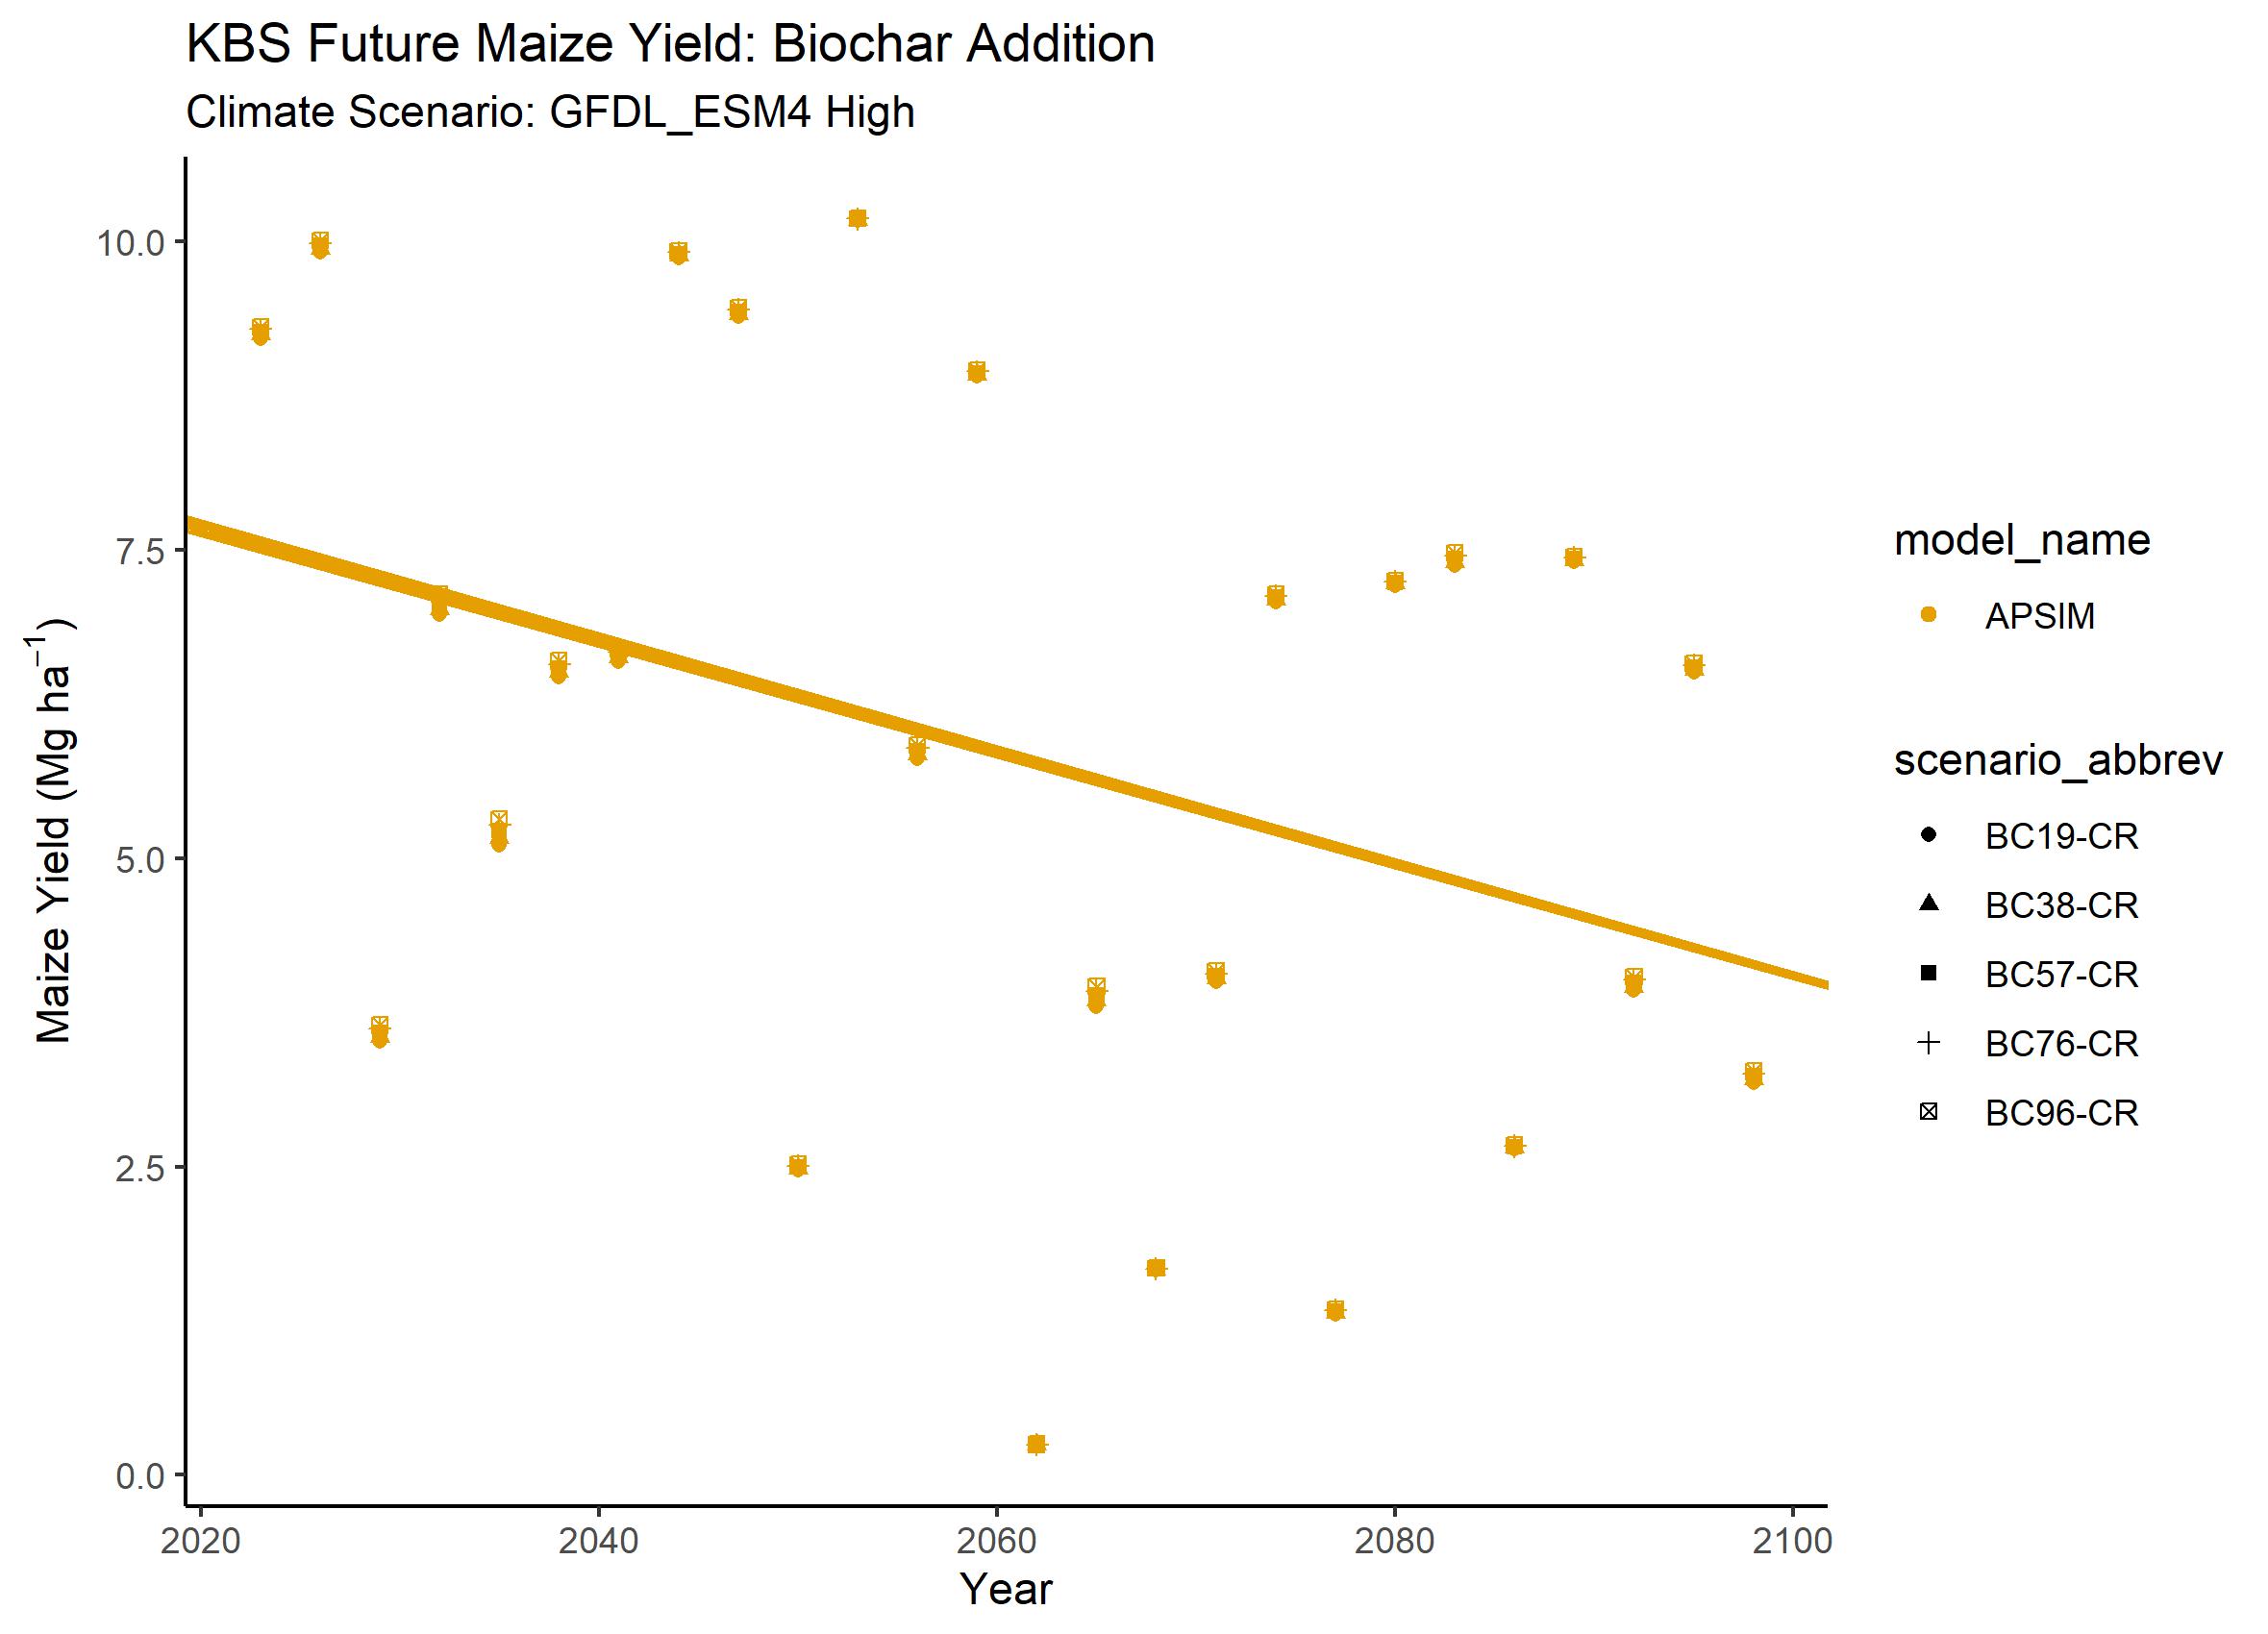 KBS Future Maize Yield: Biochar Addition
Climate Scenario: GFDL_ESM4 High
Maize Yield (Mg ha⁻¹)
10.0
7.5
5.0
2.5
0.0
2020 2040 2060 2080 2100
Year
model_name
APSIM
scenario_abbrev
BC19-CR
BC38-CR
BC57-CR
BC76-CR
BC96-CR